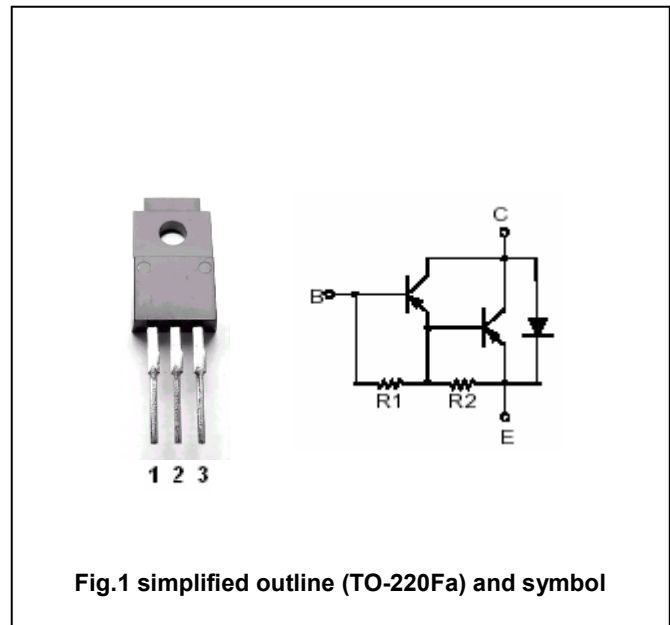 C
B
R1 R2
E
1 2 3
Fig.1 simplified outline (TO-220Fa) and symbol